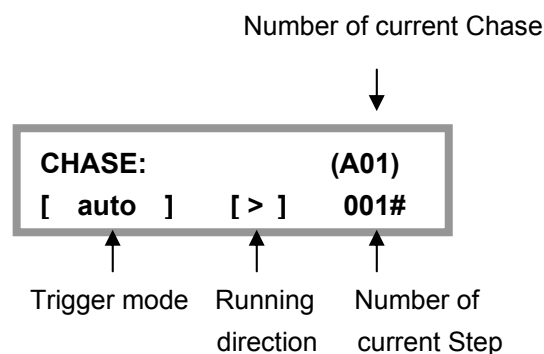 Number of current Chase
CHASE: (A01)
[ auto ] [ > ] 001#
Trigger mode Running Number of
direction current Step